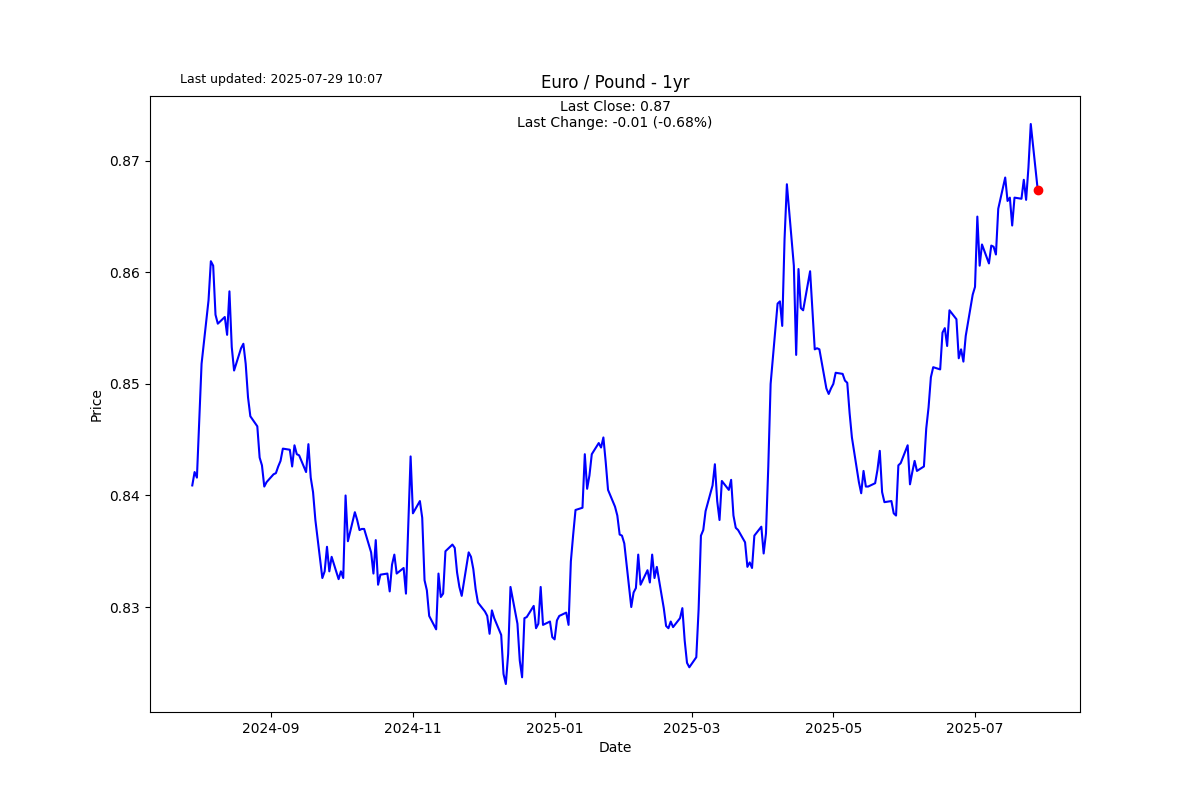 Last updated: 2025-07-29 10:07
Euro / Pound - 1yr
Last Close: 0.87
Last Change: -0.01 (-0.68%)
0.87
0.86
0.85
0.84
0.83
Price
2024-09
2024-11
2025-01
2025-03
2025-05
2025-07
Date